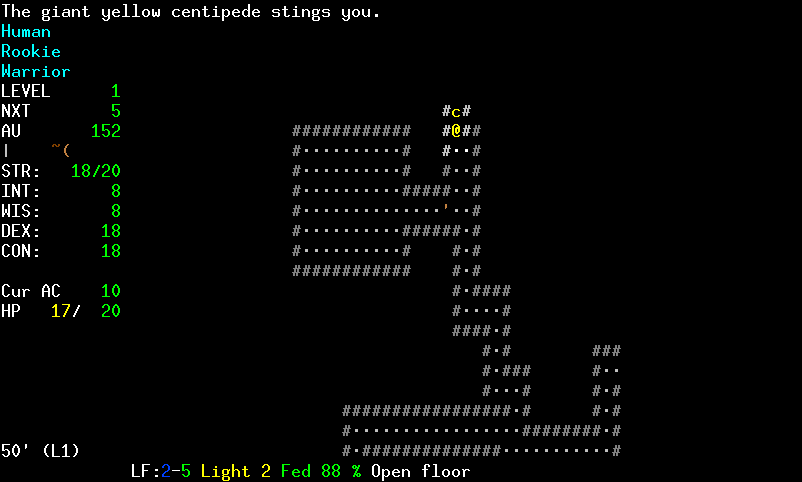 The giant yellow centipede stings you.
Human
Rookie
Warrior
LEVEL 1
NXT 5
#c#
AU 152 ############ #@##
| ~( #··········# #··#
STR: 18/20 #··········# #··#
INT: 8 #··········#####··#
WIS: 8 #··············'··#
DEX: 18 #··········######·#
CON: 18 #··········# #·#
############ #·#
Cur AC 10 #·####
HP 17/ 20 #····#
####·#
#·# ###
#·### #··
#···# #·#
################·# #·#
#················########·#
50' (L1) #·##############···········#
LF:2-5 Light 2 Fed 88 % Open floor